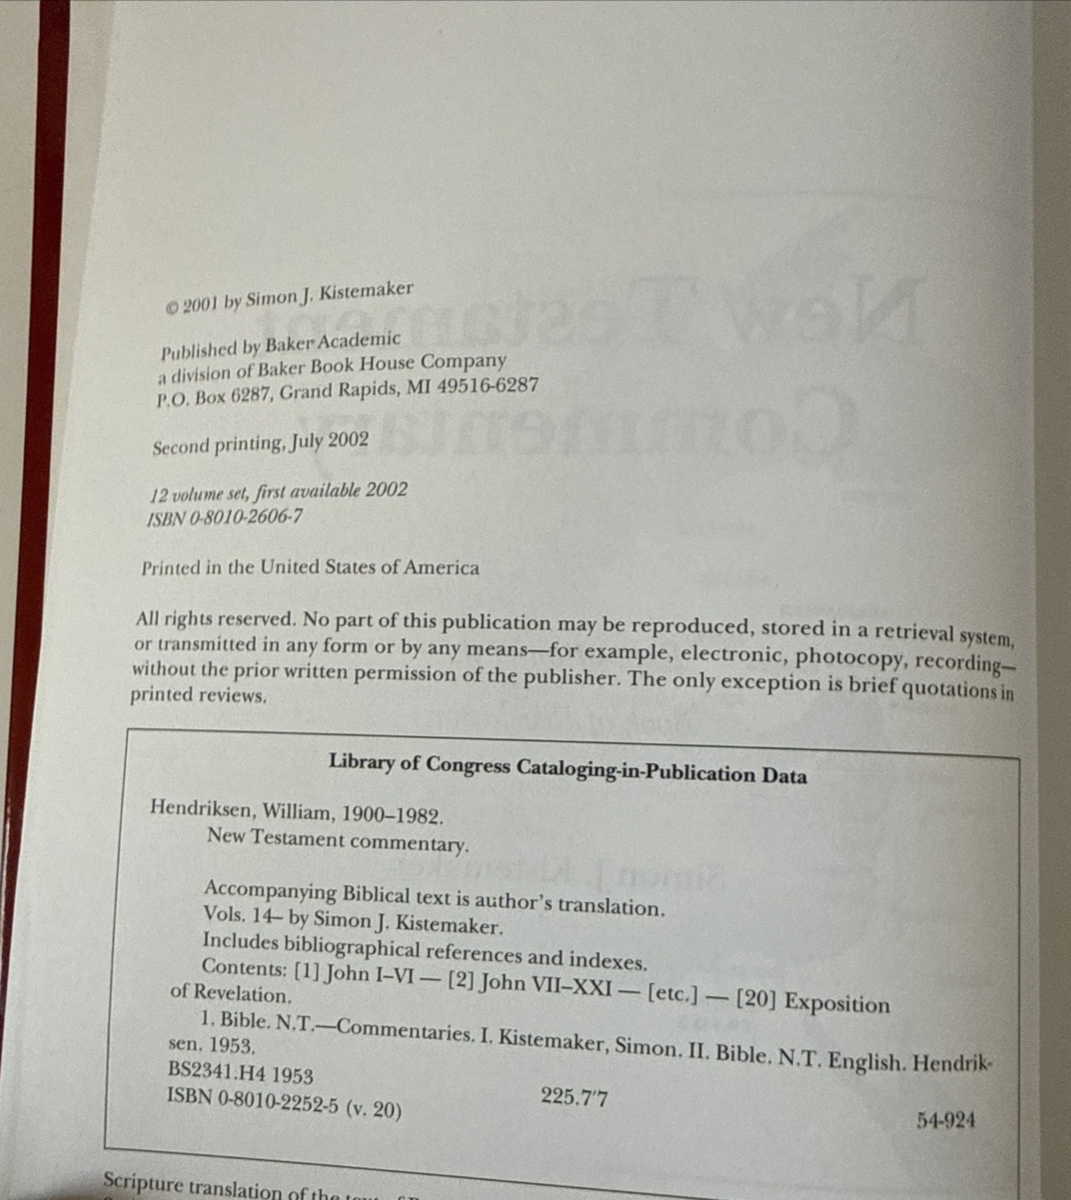 © 2001 by Simon J. Kistemaker
Published by Baker Academic
a division of Baker Book House Company
P.O. Box 6287, Grand Rapids, MI 49516-6287
Second printing, July 2002
12 volume set, first available 2002
ISBN 0-8010-2606-7
Printed in the United States of America
All rights reserved. No part of this publication may be reproduced, stored in a retrieval system,
or transmitted in any form or by any means—for example, electronic, photocopy, recording—
without the prior written permission of the publisher. The only exception is brief quotations in
printed reviews.
Library of Congress Cataloging-in-Publication Data
Hendriksen, William, 1900–1982.
New Testament commentary.
Accompanying Biblical text is author's translation.
Vols. 14– by Simon J. Kistemaker.
Includes bibliographical references and indexes.
Contents: [1] John I–VI — [2] John VII–XXI — [etc.] — [20] Exposition
of Revelation.
1. Bible. N.T.—Commentaries. I. Kistemaker, Simon. II. Bible. N.T. English. Hendrik-
sen. 1953.
BS2341.H4 1953
225.7'7
54-924
ISBN 0-8010-2252-5 (v. 20)
Scripture translation of the text of